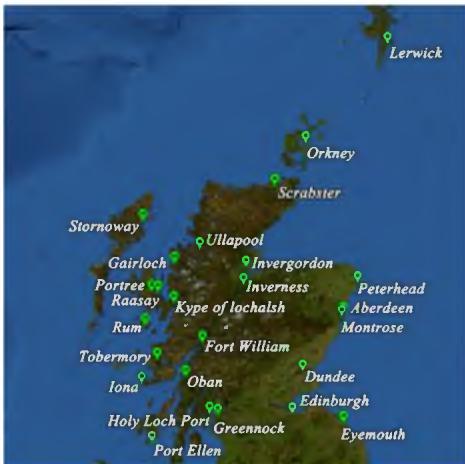 Lerwick
Orkney
Scrabster
Stornoway
Ullapool
Gairloch
Invergordon
Portree
Inverness
Peterhead
Raasay
Kype of lochalsh
Aberdeen
Rum
Montrose
Fort William
Tobermory
Iona
Oban
Dundee
Holy Loch Port
Edinburgh
Greennock
Eyemouth
Port Ellen